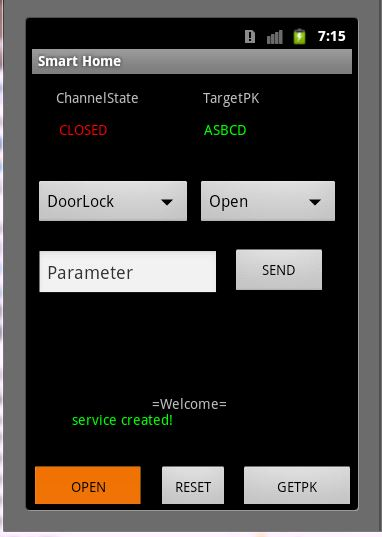 7:15
Smart Home
ChannelState TargetPK
CLOSED ASBCD
DoorLock Open
Parameter SEND
=Welcome=
service created!
OPEN RESET GETPK